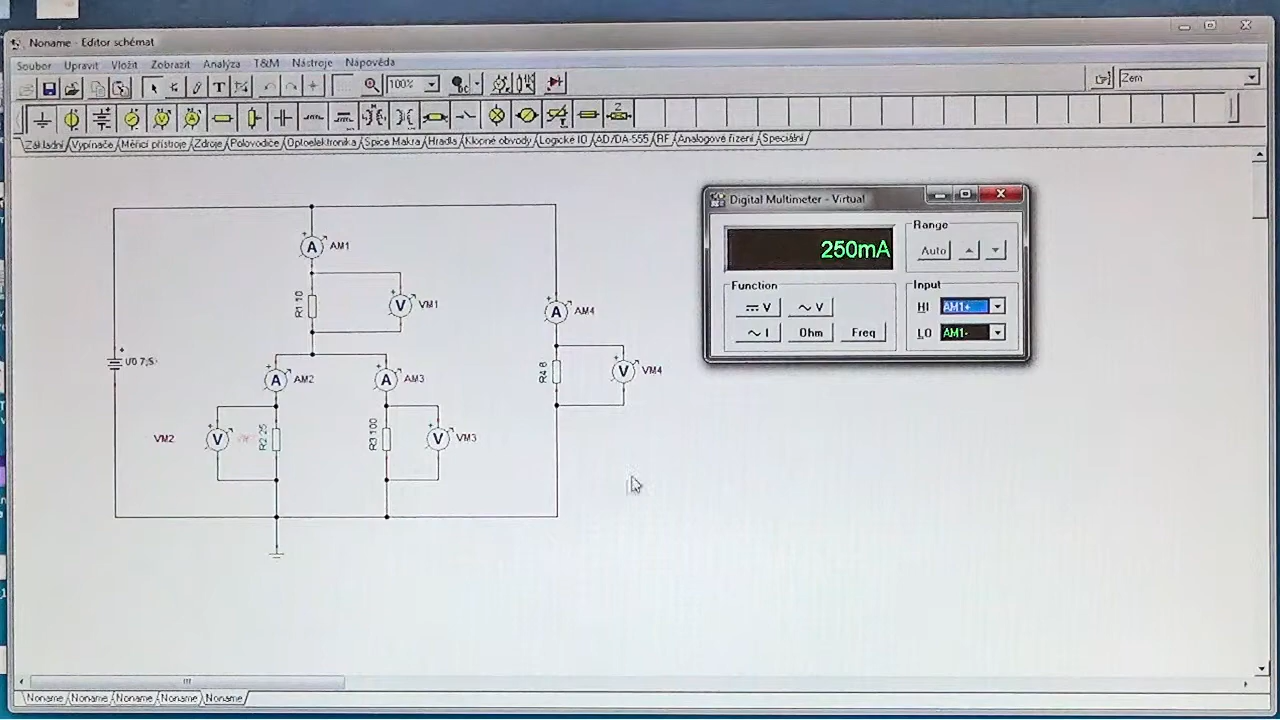 Noname - Editor schémat
Soubor Upravit Vložit Zobrazit Analýza T&M Nástroje Nápověda
100% Zem
Základní Vypínače Měřicí přístroje Zdroje Polovodiče Optoelektronika Spice Makra Hradla Klopné obvody Logické IO AD/DA-555 RF Analogové řízení Speciální
Digital Multimeter - Virtual
250mA
Range
Auto
Function
V
V
I
Ohm
Freq
Input
HI AM1+
LO AM1-
A AM1
R1 10
V VM1
A AM4
U0 7,5
A AM2
A AM3
R4 6
V VM4
VM2
V
R2 25
R3 100
V VM3
Noname Noname Noname Noname Noname